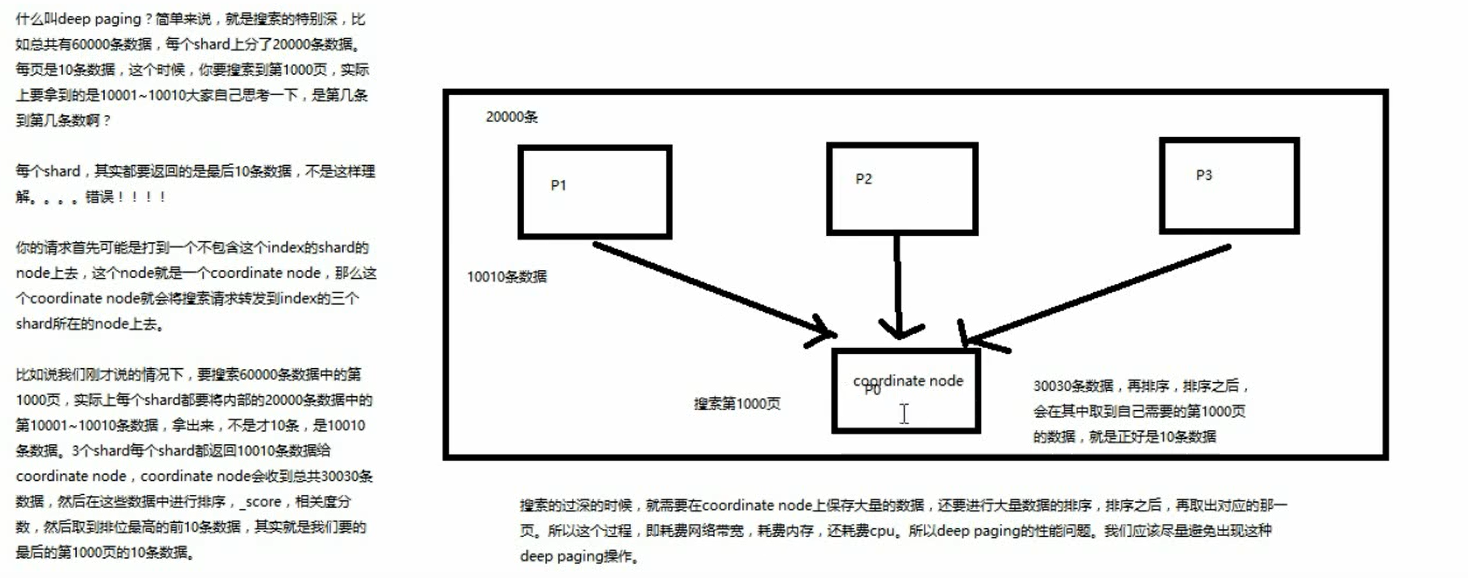 什么叫deep paging？简单来说，就是搜索的特别深，比
如总共有60000条数据，每个shard上分了20000条数据。
每页是10条数据，这个时候，你要搜索到第1000页，实际
上要拿到的是10001~10010大家自己思考一下，是第几条
到第几条数啊？
每个shard，其实都要返回的是最后10条数据，不是这样理
解。。。。错误！！！！
你的请求首先可能是打到一个不包含这个index的shard的
node上去，这个node就是一个coordinate node，那么这
个coordinate node就会将搜索请求转发到index的三个
shard所在的node上去。
比如说我们刚才说的情况下，要搜索60000条数据中的第
1000页，实际上每个shard都要将内部的20000条数据中的
第10001~10010条数据，拿出来，不是才10条，是10010
条数据。3个shard每个shard都返回10010条数据给
coordinate node，coordinate node会收到总共30030条
数据，然后在这些数据中进行排序，_score，相关度分
数，然后取到排位最高的前10条数据，其实就是我们要的
最后的第1000页的10条数据。
20000条
P1
P2
P3
10010条数据
coordinate node
P0
搜索第1000页
30030条数据，再排序，排序之后，
会在其中取到自己需要的第1000页
的数据，就是正好是10条数据
搜索的过深的时候，就需要在coordinate node上保存大量的数据，还要进行大量数据的排序，排序之后，再取出对应的那一
页。所以这个过程，即耗费网络带宽，耗费内存，还耗费cpu。所以deep paging的性能问题。我们应该尽量避免出现这种
deep paging操作。